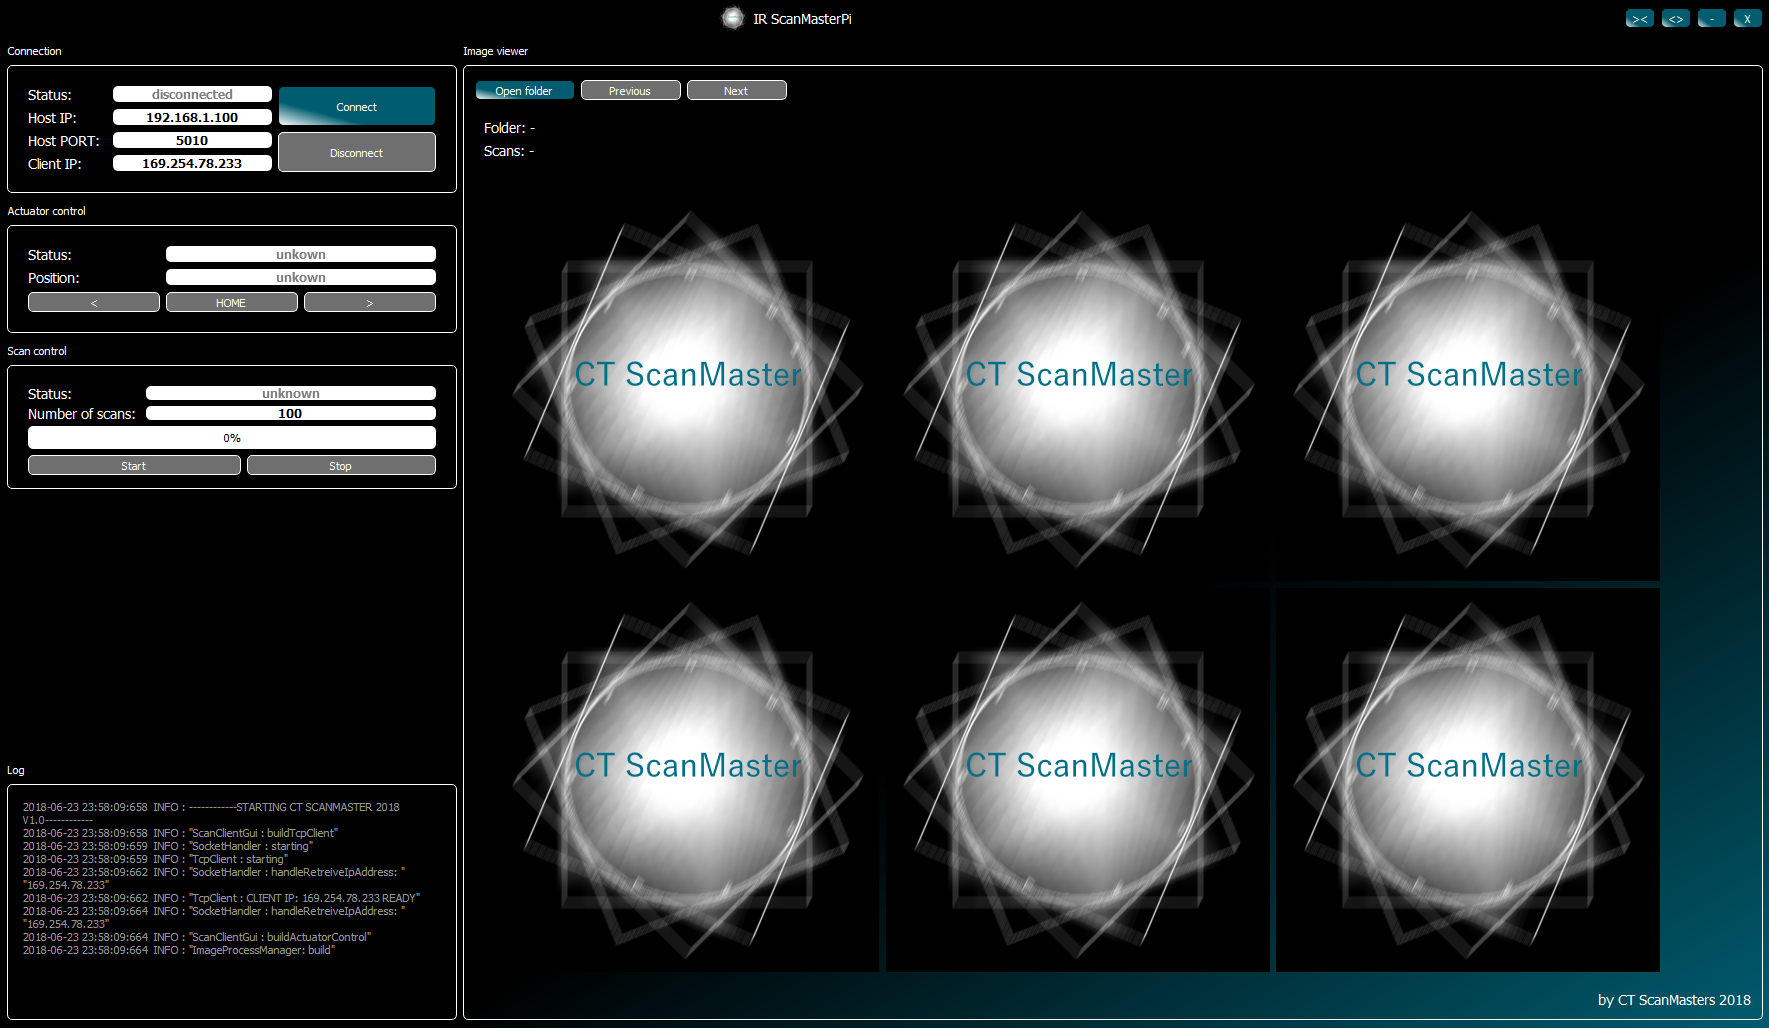 IR ScanMasterPi
>< <> - X
Connection
Status: disconnected Connect
Host IP: 192.168.1.100
Host PORT: 5010 Disconnect
Client IP: 169.254.78.233
Actuator control
Status: unkown
Position: unkown
< HOME >
Scan control
Status: unknown
Number of scans: 100
0%
Start Stop
Log
2018-06-23 23:58:09:658 INFO : ------------STARTING CT SCANMASTER 2018
V1.0------------
2018-06-23 23:58:09:658 INFO : "ScanClientGui : buildTcpClient"
2018-06-23 23:58:09:659 INFO : "SocketHandler : starting"
2018-06-23 23:58:09:659 INFO : "TcpClient : starting"
2018-06-23 23:58:09:662 INFO : "SocketHandler : handleRetreiveIpAddress: "
"169.254.78.233"
2018-06-23 23:58:09:662 INFO : "TcpClient : CLIENT IP: 169.254.78.233 READY"
2018-06-23 23:58:09:664 INFO : "SocketHandler : handleRetreiveIpAddress: "
"169.254.78.233"
2018-06-23 23:58:09:664 INFO : "ScanClientGui : buildActuatorControl"
2018-06-23 23:58:09:664 INFO : "ImageProcessManager: build"
Image viewer
Open folder Previous Next
Folder: -
Scans: -
CT ScanMaster CT ScanMaster CT ScanMaster
CT ScanMaster CT ScanMaster CT ScanMaster
by CT ScanMasters 2018